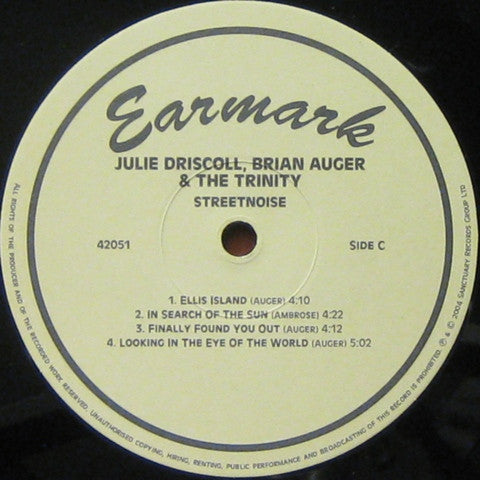 Earmark
JULIE DRISCOLL, BRIAN AUGER
& THE TRINITY
STREETNOISE
42051
SIDE C
1. ELLIS ISLAND (AUGER) 4:10
2. IN SEARCH OF THE SUN (AMBROSE) 4:22
3. FINALLY FOUND YOU OUT (AUGER) 4:12
4. LOOKING IN THE EYE OF THE WORLD (AUGER) 5:02
ALL RIGHTS OF THE PRODUCER AND OF THE RECORDED WORK RESERVED. UNAUTHORISED COPYING, HIRING, RENTING, PUBLIC PERFORMANCE AND BROADCASTING OF THIS RECORD IS PROHIBITED. ℗ & © 2004 SANCTUARY RECORDS GROUP LTD